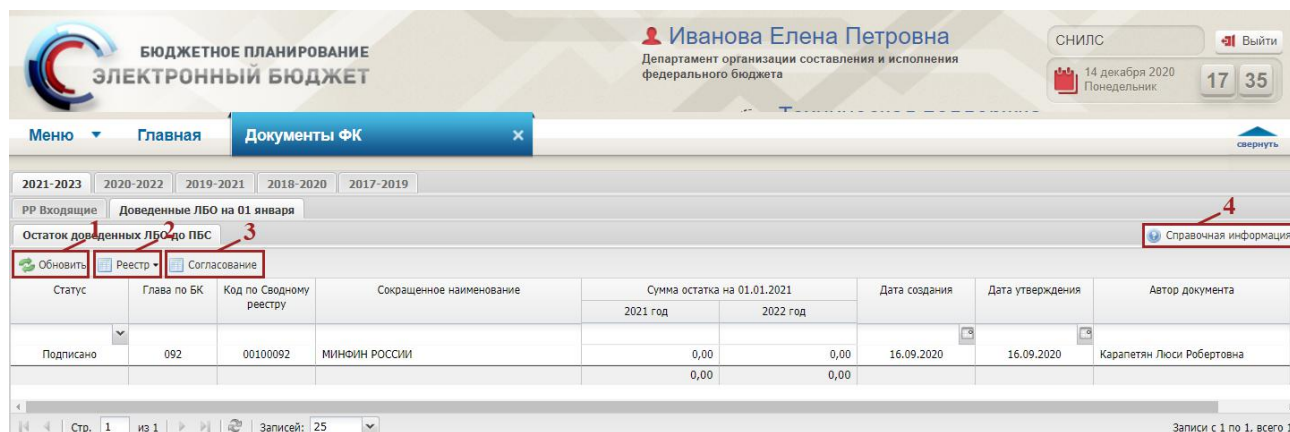 БЮДЖЕТНОЕ ПЛАНИРОВАНИЕ
ЭЛЕКТРОННЫЙ БЮДЖЕТ
Иванова Елена Петровна
Департамент организации составления и исполнения
федерального бюджета
СНИЛС
Выйти
14 декабря 2020
Понедельник
17 35
Меню Главная Документы ФК ×
свернуть
2021-2023 2020-2022 2019-2021 2018-2020 2017-2019
РР Входящие Доведенные ЛБО на 01 января
1 2 3 4
Остаток доведенных ЛБО до ПБС Справочная информация
Обновить Реестр Согласование
Статус Глава по БК Код по Сводному реестру Сокращенное наименование Сумма остатка на 01.01.2021 Дата создания Дата утверждения Автор документа
2021 год 2022 год
Подписано 092 00100092 МИНФИН РОССИИ 0,00 0,00 16.09.2020 16.09.2020 Карапетян Люси Робертовна
0,00 0,00
Стр. 1 из 1 Записей: 25 Записи с 1 по 1, всего 1